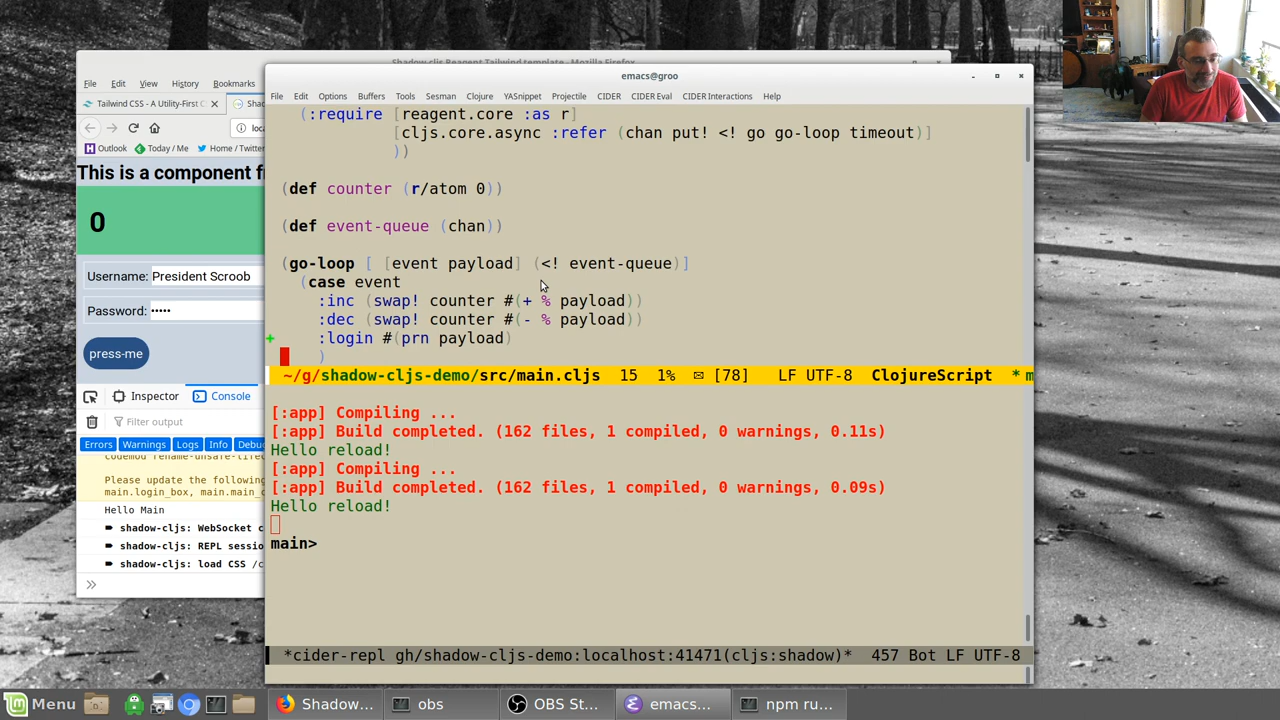 Shadow-cljs Reagent Tailwind template - Mozilla Firefox
File Edit View History Bookmarks
Tailwind CSS - A Utility-First C
Sha
loca
Outlook Today / Me Home / Twitter
This is a component f
0
Username: President Scroob
Password: •••••
press-me
Inspector Console
Filter output
Errors Warnings Logs Info Debu
codemod rename-unsafe-lifec
Please update the following
main.login_box, main.main_c
Hello Main
shadow-cljs: WebSocket c
shadow-cljs: REPL sessio
shadow-cljs: load CSS /c
emacs@groo
File Edit Options Buffers Tools Sesman Clojure YASnippet Projectile CIDER CIDER Eval CIDER Interactions Help
(:require [reagent.core :as r]
[cljs.core.async :refer (chan put! <! go go-loop timeout)]
))
(def counter (r/atom 0))
(def event-queue (chan))
(go-loop [ [event payload] (<! event-queue)]
(case event
:inc (swap! counter #(+ % payload))
:dec (swap! counter #(- % payload))
+ :login #(prn payload)
)
~/g/shadow-cljs-demo/src/main.cljs 15 1% ✉ [78] LF UTF-8 ClojureScript * m
[:app] Compiling ...
[:app] Build completed. (162 files, 1 compiled, 0 warnings, 0.11s)
Hello reload!
[:app] Compiling ...
[:app] Build completed. (162 files, 1 compiled, 0 warnings, 0.09s)
Hello reload!
main>
*cider-repl gh/shadow-cljs-demo:localhost:41471(cljs:shadow)* 457 Bot LF UTF-8
Menu Shadow... obs OBS St... emacs... npm ru...